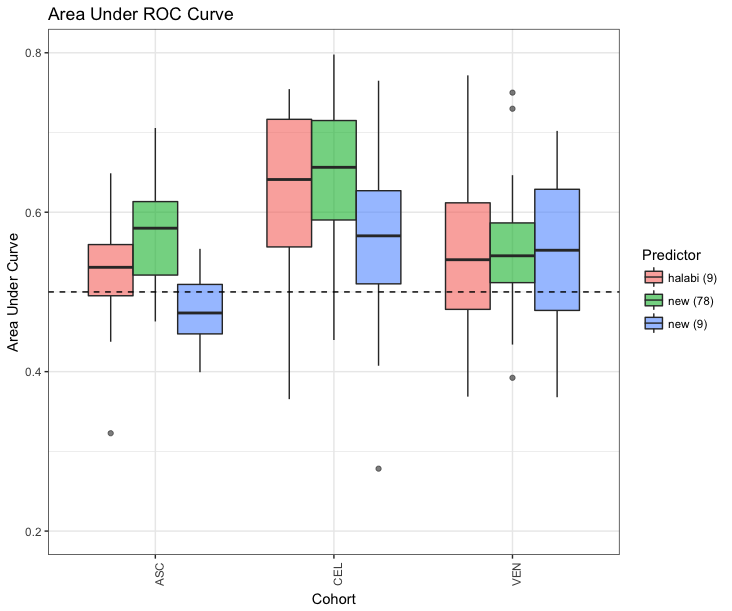 Area Under ROC Curve
0.8
0.6
0.4
0.2
Area Under Curve
ASC
CEL
VEN
Cohort
Predictor
halabi (9)
new (78)
new (9)